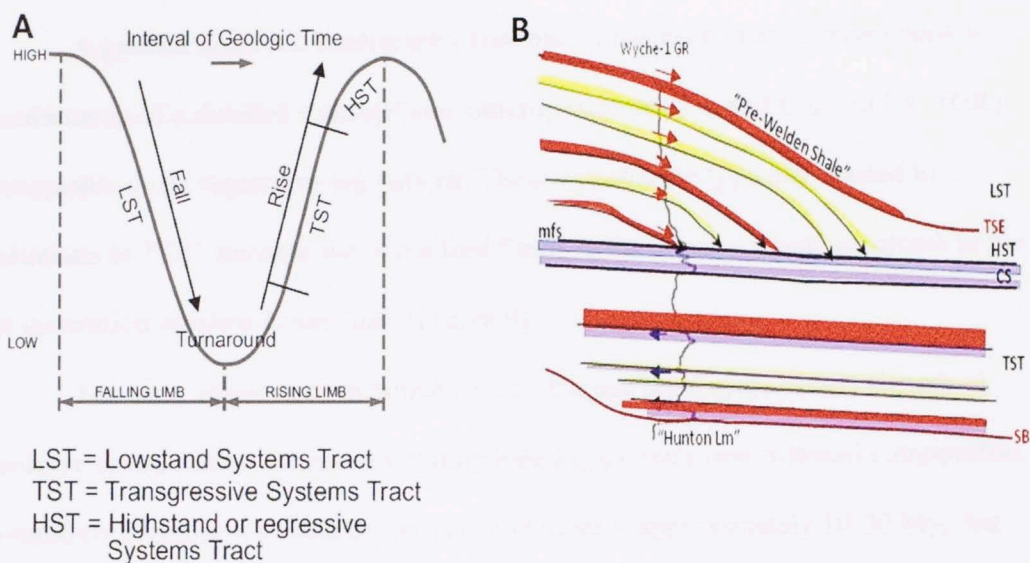 A
Interval of Geologic Time
HIGH
LST
Fall
Rise
TST
HST
LOW
Turnaround
FALLING LIMB
RISING LIMB
LST = Lowstand Systems Tract
TST = Transgressive Systems Tract
HST = Highstand or regressive
Systems Tract
B
Wyche-1 GR
"Pre-Welden Shale"
LST
TSE
mfs
HST
CS
TST
SB
"Hunton Lm"